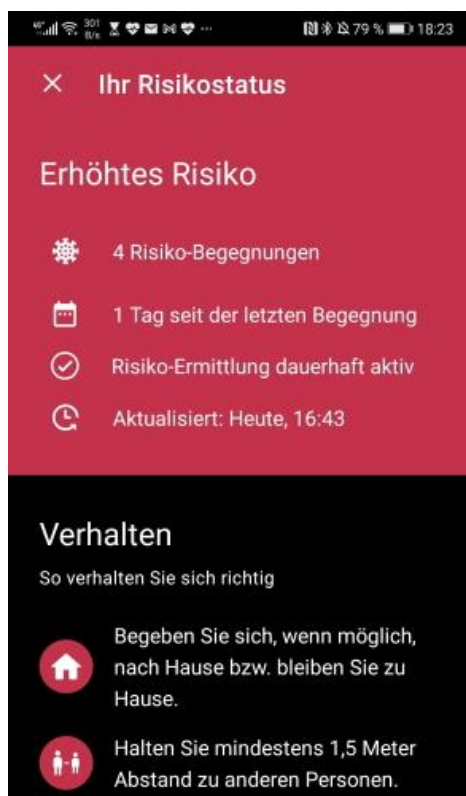 301
B/s
79 %
18:23
Ihr Risikostatus
Erhöhtes Risiko
4 Risiko-Begegnungen
1 Tag seit der letzten Begegnung
Risiko-Ermittlung dauerhaft aktiv
Aktualisiert: Heute, 16:43
Verhalten
So verhalten Sie sich richtig
Begeben Sie sich, wenn möglich,
nach Hause bzw. bleiben Sie zu
Hause.
Halten Sie mindestens 1,5 Meter
Abstand zu anderen Personen.